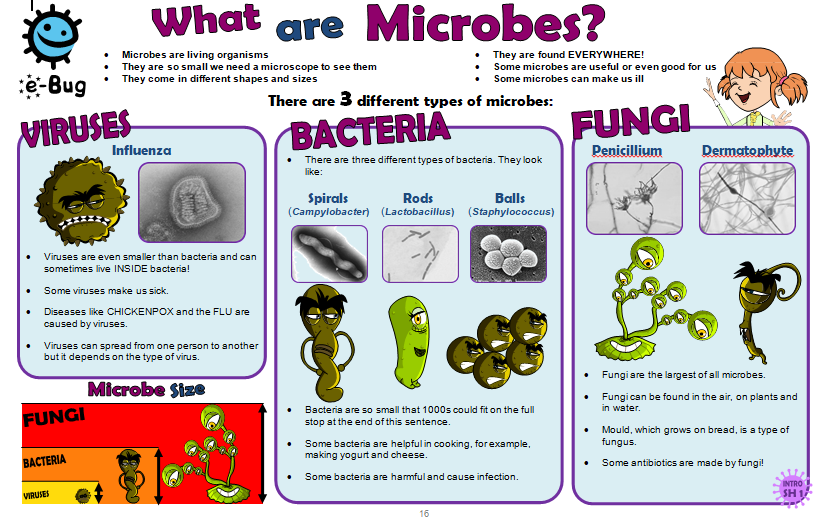 What are Microbes?
e-Bug
• Microbes are living organisms
• They are so small we need a microscope to see them
• They come in different shapes and sizes
• They are found EVERYWHERE!
• Some microbes are useful or even good for us
• Some microbes can make us ill
There are 3 different types of microbes:
VIRUSES
Influenza
• Viruses are even smaller than bacteria and can
sometimes live INSIDE bacteria!
• Some viruses make us sick.
• Diseases like CHICKENPOX and the FLU are
caused by viruses.
• Viruses can spread from one person to another
but it depends on the type of virus.
Microbe Size
FUNGI
BACTERIA
VIRUSES
BACTERIA
• There are three different types of bacteria. They look
like:
Spirals
(Campylobacter)
Rods
(Lactobacillus)
Balls
(Staphylococcus)
• Bacteria are so small that 1000s could fit on the full
stop at the end of this sentence.
• Some bacteria are helpful in cooking, for example,
making yogurt and cheese.
• Some bacteria are harmful and cause infection.
FUNGI
Penicillium
Dermatophyte
• Fungi are the largest of all microbes.
• Fungi can be found in the air, on plants and
in water.
• Mould, which grows on bread, is a type of
fungus.
• Some antibiotics are made by fungi!
INTRO
SH 1
16